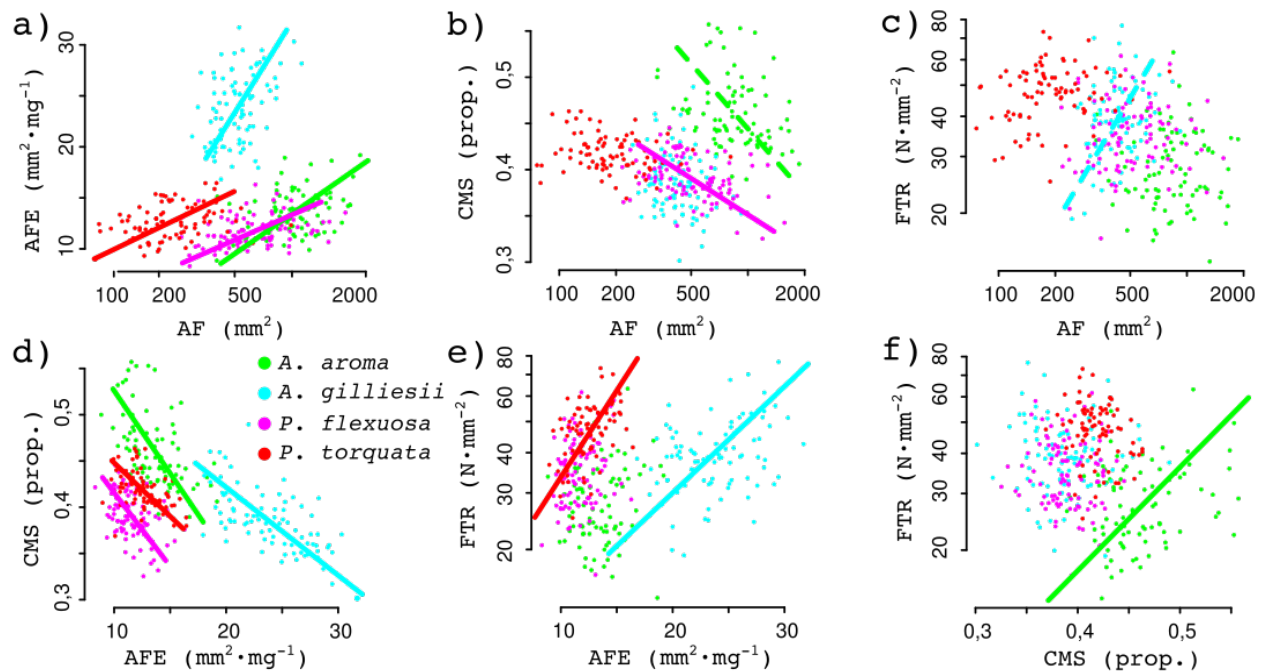 a)
AFE (mm²·mg⁻¹)
10 20 30
100 200 500 2000
AF (mm²)
b)
CMS (prop.)
0,3 0,4 0,5
100 200 500 2000
AF (mm²)
c)
FTR (N·mm⁻²)
20 30 40 60 80
100 200 500 2000
AF (mm²)
d)
CMS (prop.)
0,3 0,4 0,5
10 20 30
AFE (mm²·mg⁻¹)
A. aroma
A. gilliesii
P. flexuosa
P. torquata
e)
FTR (N·mm⁻²)
20 30 40 60 80
10 20 30
AFE (mm²·mg⁻¹)
f)
FTR (N·mm⁻²)
20 30 40 60 80
0,3 0,4 0,5
CMS (prop.)